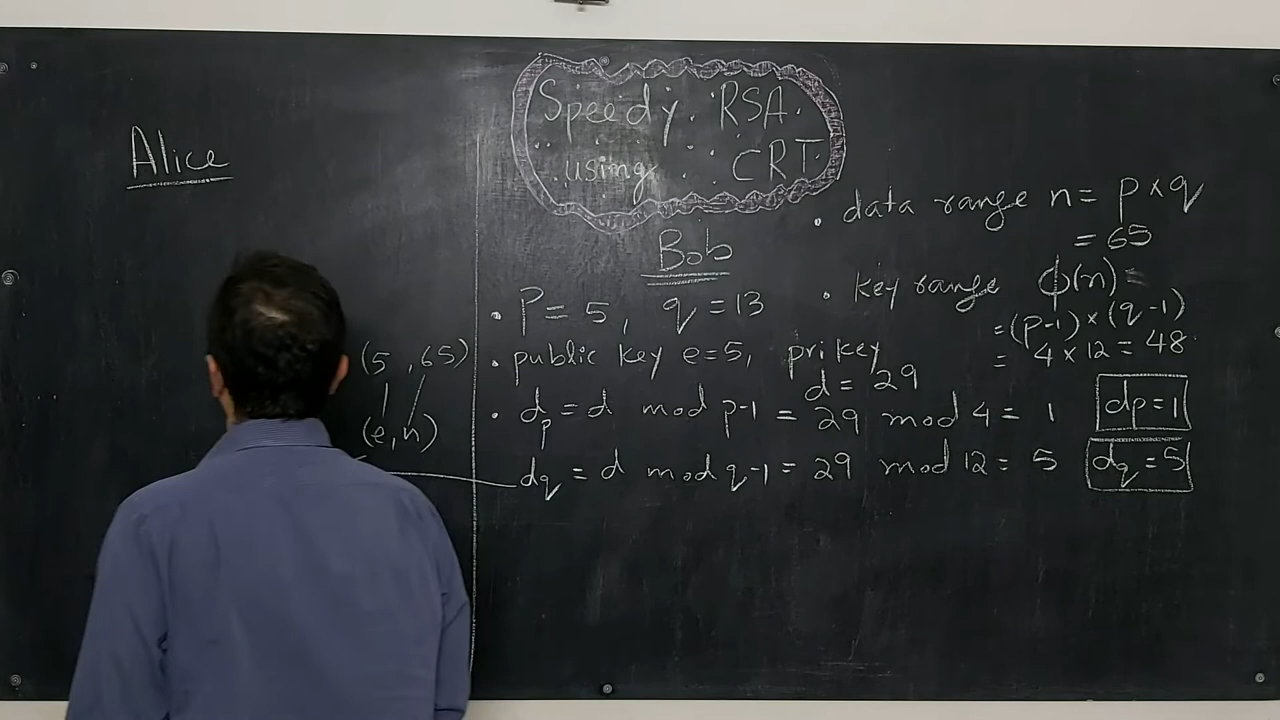 Speedy RSA
using CRT
Alice
(5, 65)
(e, n)
Bob
• P = 5, q = 13
• public key e = 5, pri key
d = 29
• dp = d mod p-1 = 29 mod 4 = 1
dp = 1
dq = d mod q-1 = 29 mod 12 = 5
dq = 5
• data range n = p × q
= 65
• key range ϕ(n) =
= (p-1) × (q-1)
= 4 × 12 = 48